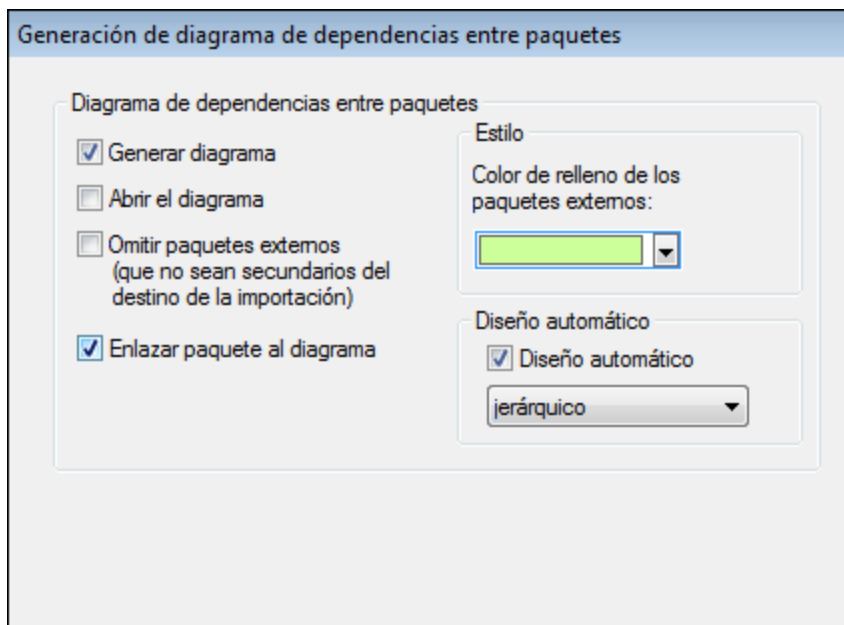 Generación de diagrama de dependencias entre paquetes
Diagrama de dependencias entre paquetes
Generar diagrama
Abrir el diagrama
Omitir paquetes externos
(que no sean secundarios del
destino de la importación)
Enlazar paquete al diagrama
Estilo
Color de relleno de los
paquetes externos:
Diseño automático
Diseño automático
jerárquico